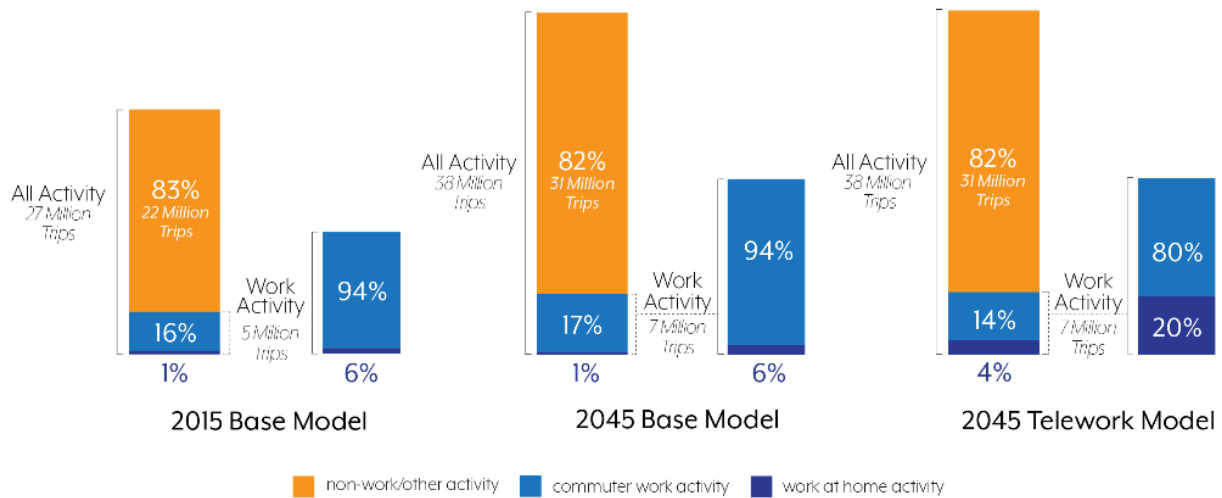 All Activity
27 Million
Trips
83%
22 Million
Trips
16%
1%
Work
Activity
5 Million
Trips
94%
6%
2015 Base Model
All Activity
38 Million
Trips
82%
31 Million
Trips
17%
1%
Work
Activity
7 Million
Trips
94%
6%
2045 Base Model
All Activity
38 Million
Trips
82%
31 Million
Trips
14%
4%
Work
Activity
7 Million
Trips
80%
20%
2045 Telework Model
non-work/other activity
commuter work activity
work at home activity